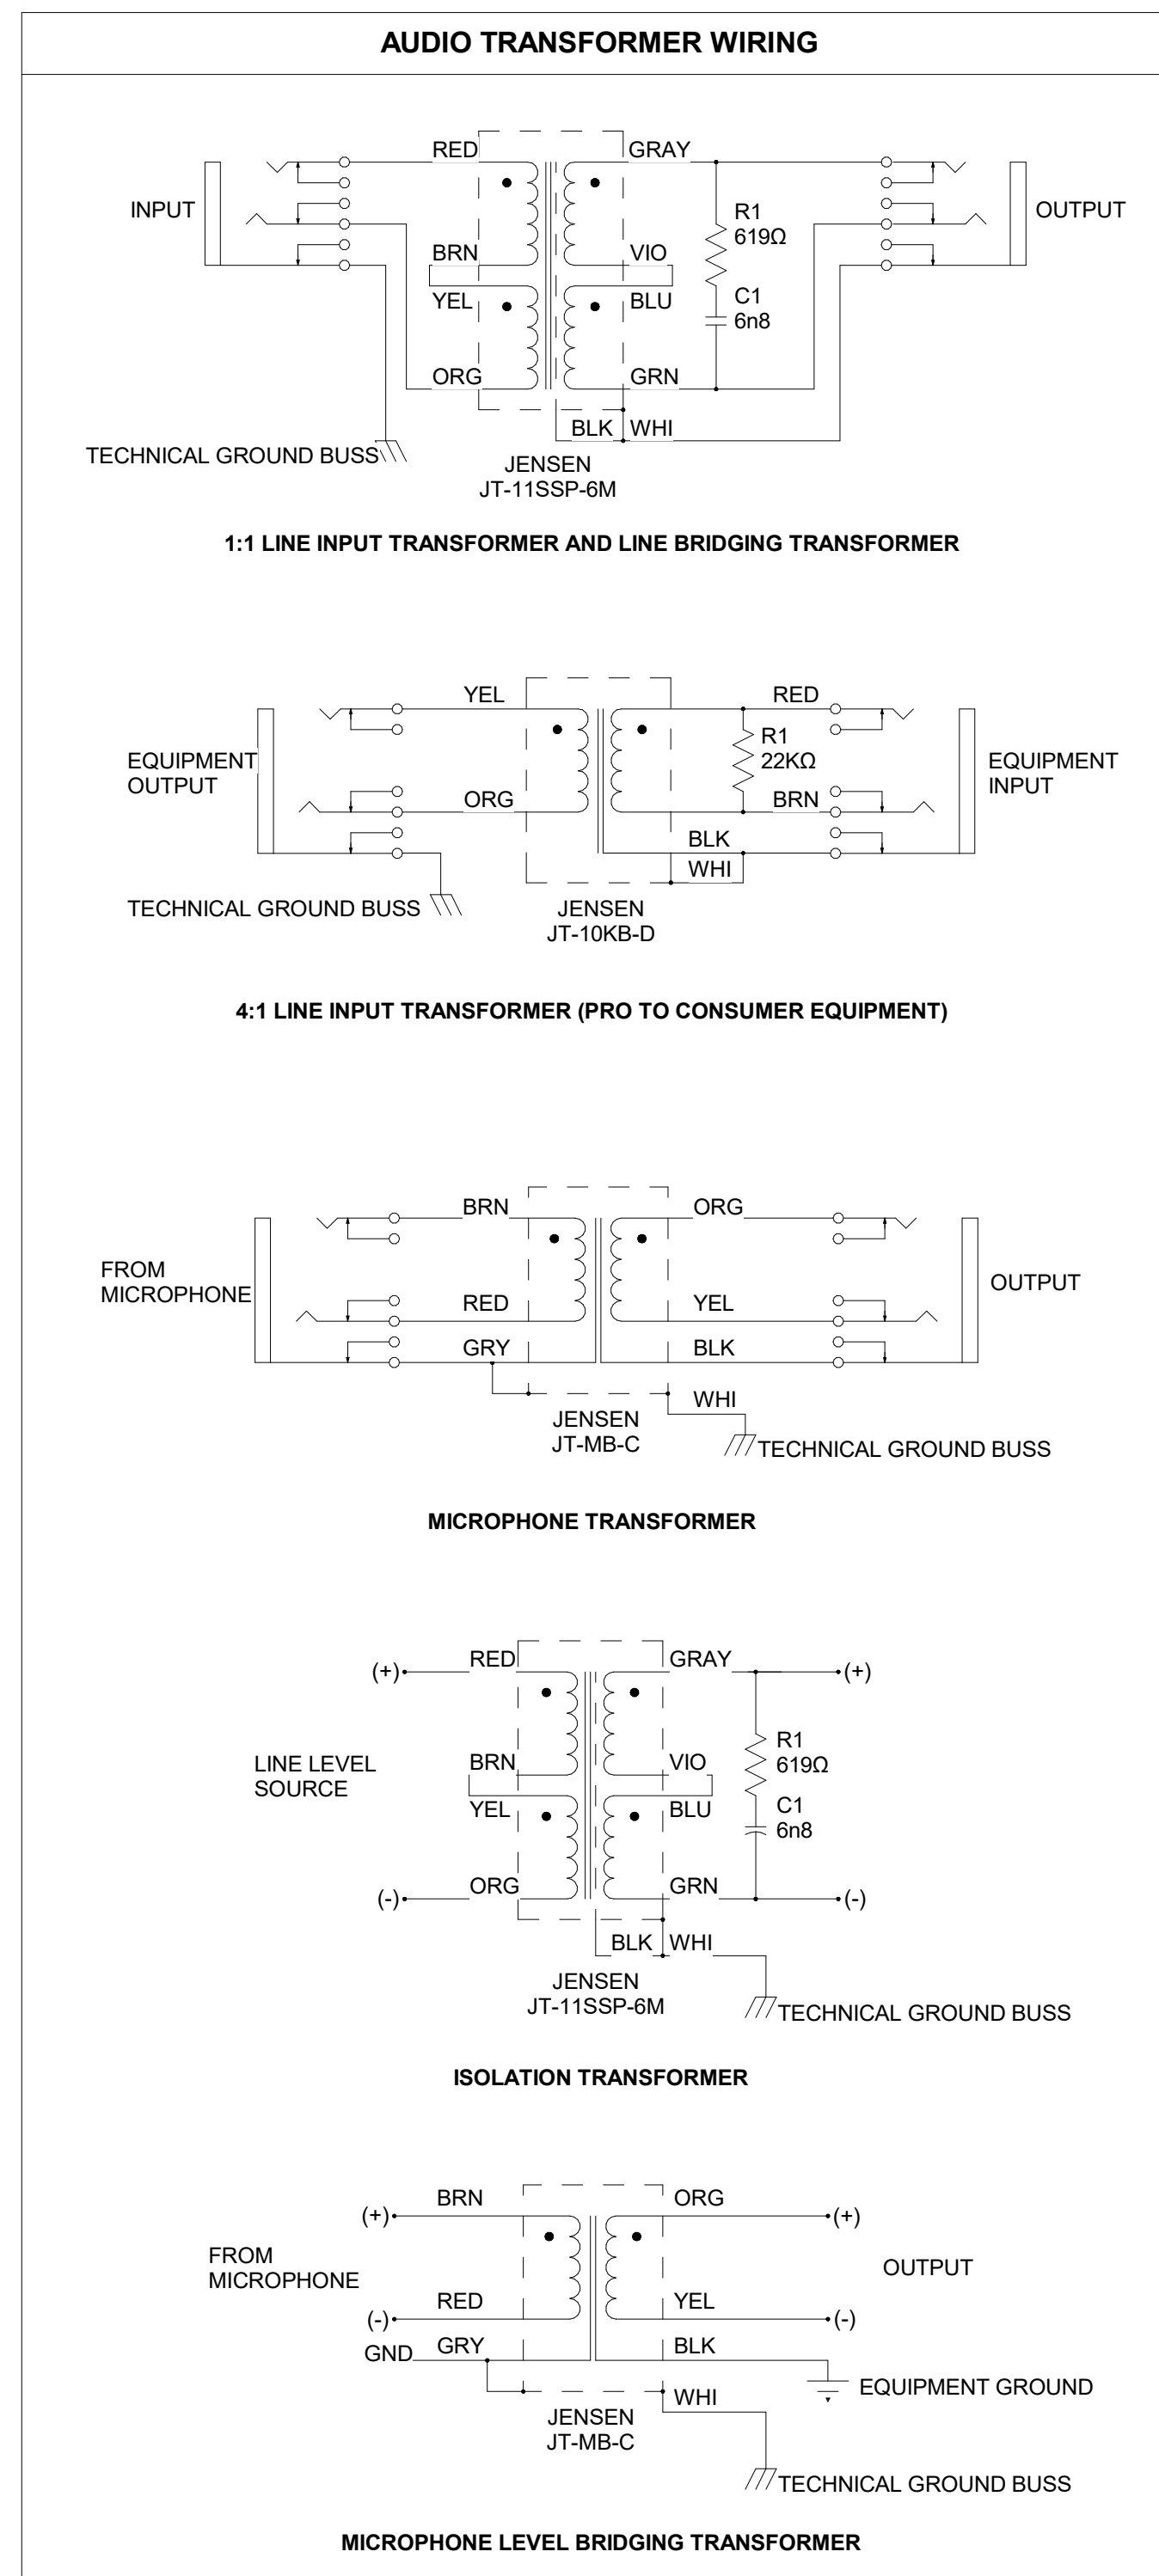 AUDIO TRANSFORMER WIRING
RED
GRAY
INPUT
R1
619Ω
OUTPUT
BRN
VIO
YEL
BLU
C1
6n8
ORG
GRN
BLK
WHI
TECHNICAL GROUND BUSS
JENSEN
JT-11SSP-6M
1:1 LINE INPUT TRANSFORMER AND LINE BRIDGING TRANSFORMER
YEL
RED
EQUIPMENT
OUTPUT
R1
22KΩ
EQUIPMENT
INPUT
ORG
BRN
BLK
WHI
TECHNICAL GROUND BUSS
JENSEN
JT-10KB-D
4:1 LINE INPUT TRANSFORMER (PRO TO CONSUMER EQUIPMENT)
BRN
ORG
FROM
MICROPHONE
OUTPUT
RED
YEL
GRY
BLK
WHI
JENSEN
JT-MB-C
TECHNICAL GROUND BUSS
MICROPHONE TRANSFORMER
(+)
RED
GRAY
(+)
LINE LEVEL
SOURCE
R1
619Ω
BRN
VIO
YEL
BLU
C1
6n8
(-)
ORG
GRN
(-)
BLK
WHI
JENSEN
JT-11SSP-6M
TECHNICAL GROUND BUSS
ISOLATION TRANSFORMER
(+)
BRN
ORG
(+)
FROM
MICROPHONE
OUTPUT
(-)
RED
YEL
(-)
GND
GRY
BLK
EQUIPMENT GROUND
WHI
JENSEN
JT-MB-C
TECHNICAL GROUND BUSS
MICROPHONE LEVEL BRIDGING TRANSFORMER